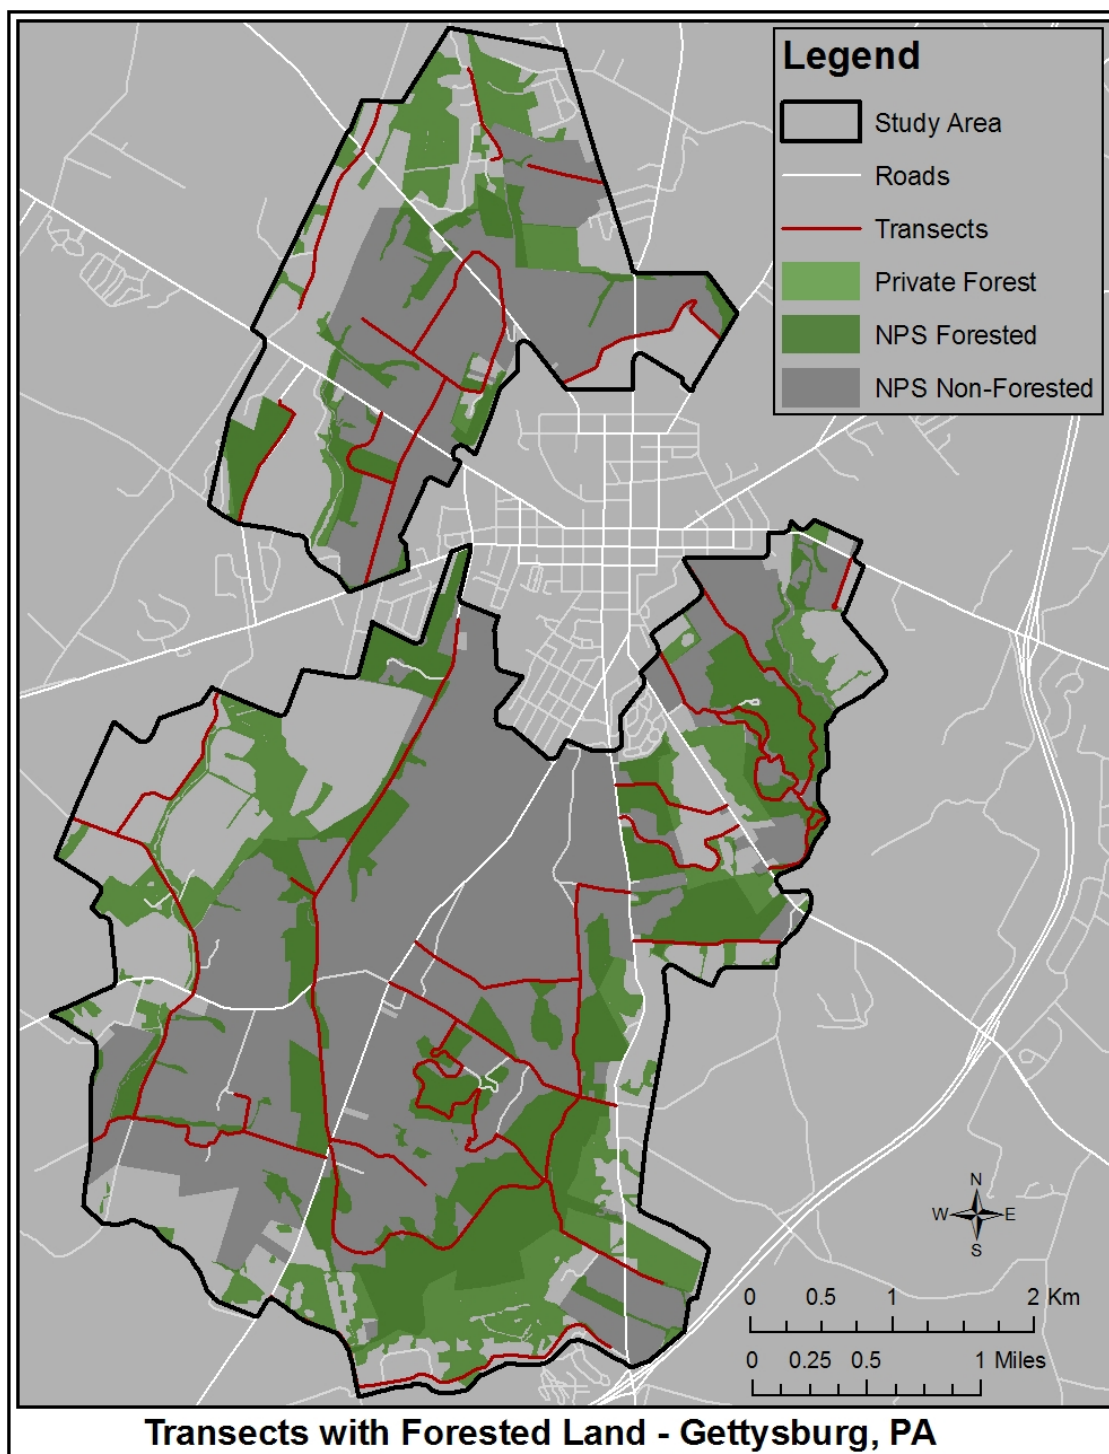 Legend
Study Area
Roads
Transects
Private Forest
NPS Forested
NPS Non-Forested
N
W E
S
0 0.5 1 2 Km
0 0.25 0.5 1 Miles
Transects with Forested Land - Gettysburg, PA